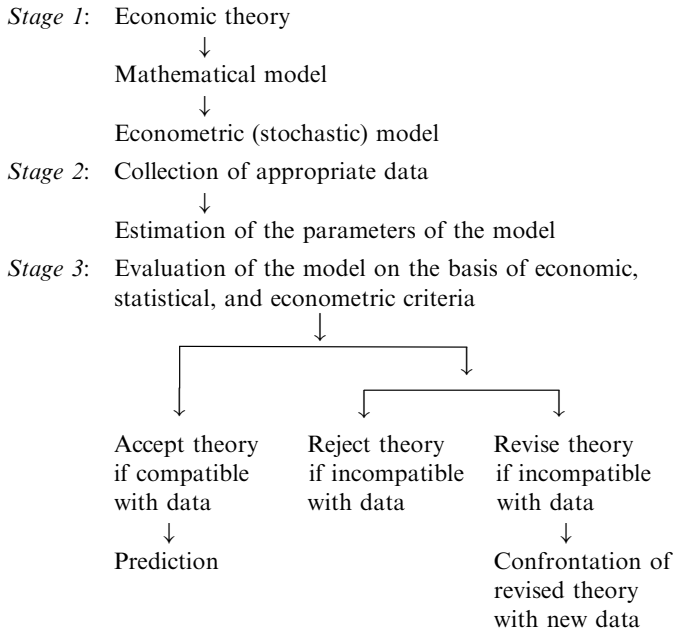 Stage 1: Economic theory
Mathematical model
Econometric (stochastic) model
Stage 2: Collection of appropriate data
Estimation of the parameters of the model
Stage 3: Evaluation of the model on the basis of economic,
statistical, and econometric criteria
Accept theory
if compatible
with data
Prediction
Reject theory
if incompatible
with data
Revise theory
if incompatible
with data
Confrontation of
revised theory
with new data